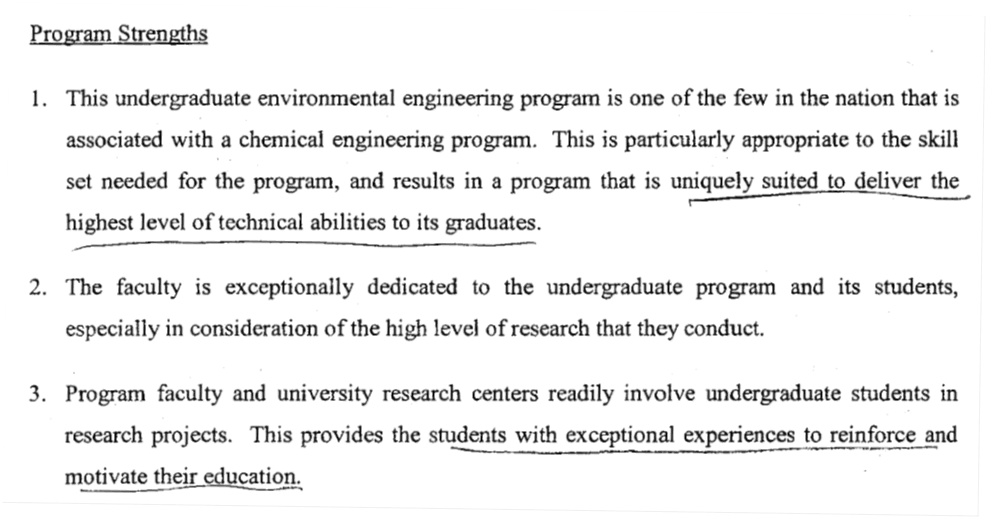 Program Strengths
1. This undergraduate environmental engineering program is one of the few in the nation that is
associated with a chemical engineering program. This is particularly appropriate to the skill
set needed for the program, and results in a program that is uniquely suited to deliver the
highest level of technical abilities to its graduates.
2. The faculty is exceptionally dedicated to the undergraduate program and its students,
especially in consideration of the high level of research that they conduct.
3. Program faculty and university research centers readily involve undergraduate students in
research projects. This provides the students with exceptional experiences to reinforce and
motivate their education.